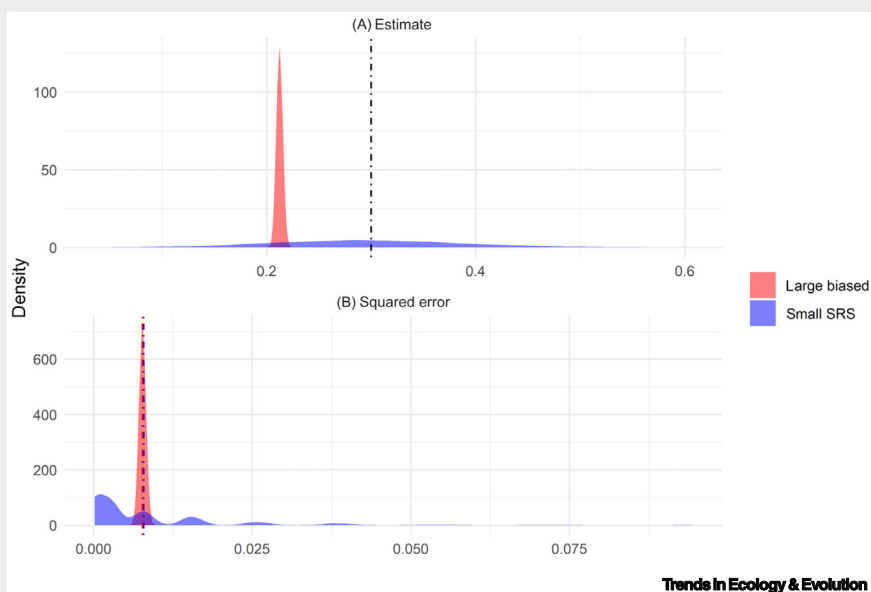 (A) Estimate
100
50
0
0.2 0.4 0.6
Density
Large biased
Small SRS
(B) Squared error
600
400
200
0
0.000 0.025 0.050 0.075
Trends in Ecology & Evolution